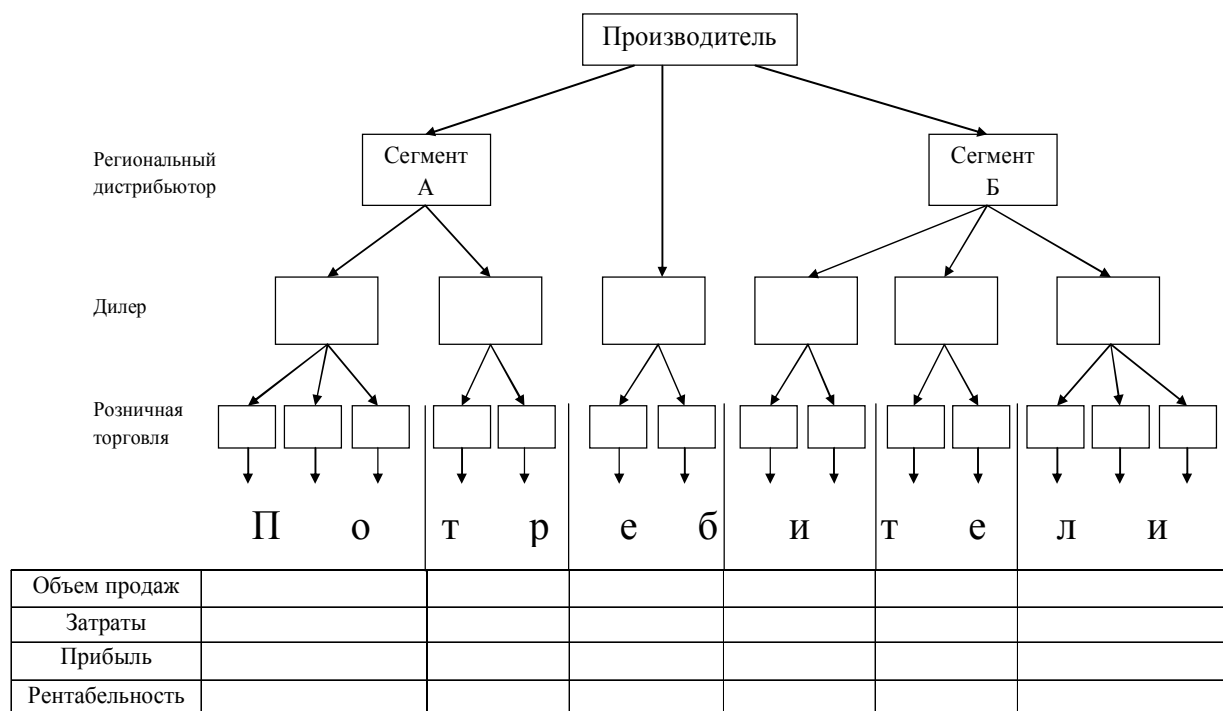 Производитель
Региональный
дистрибьютор
Сегмент
А
Сегмент
Б
Дилер
Розничная
торговля
П о т р е б и т е л и
Объем продаж
Затраты
Прибыль
Рентабельность